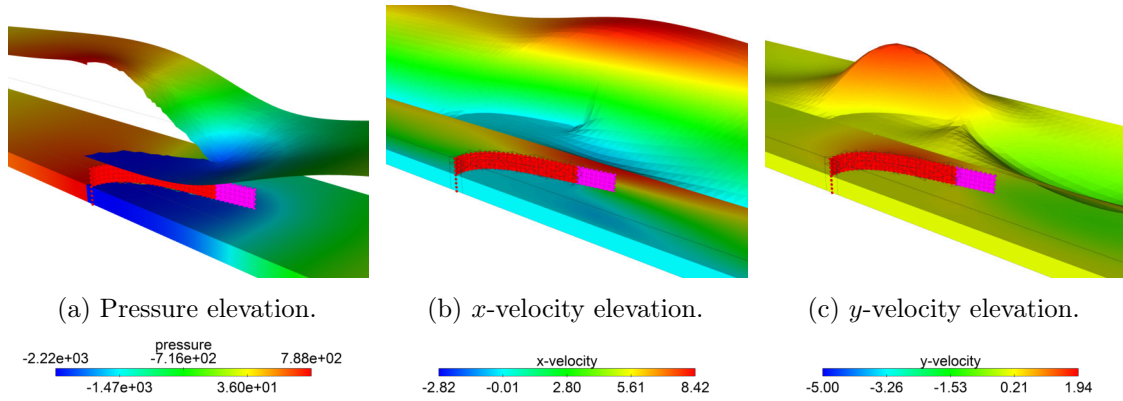 (a) Pressure elevation.
(b) x-velocity elevation.
(c) y-velocity elevation.
pressure
-2.22e+03 -7.16e+02 7.88e+02
-1.47e+03 3.60e+01
x-velocity
-2.82 -0.01 2.80 5.61 8.42
y-velocity
-5.00 -3.26 -1.53 0.21 1.94